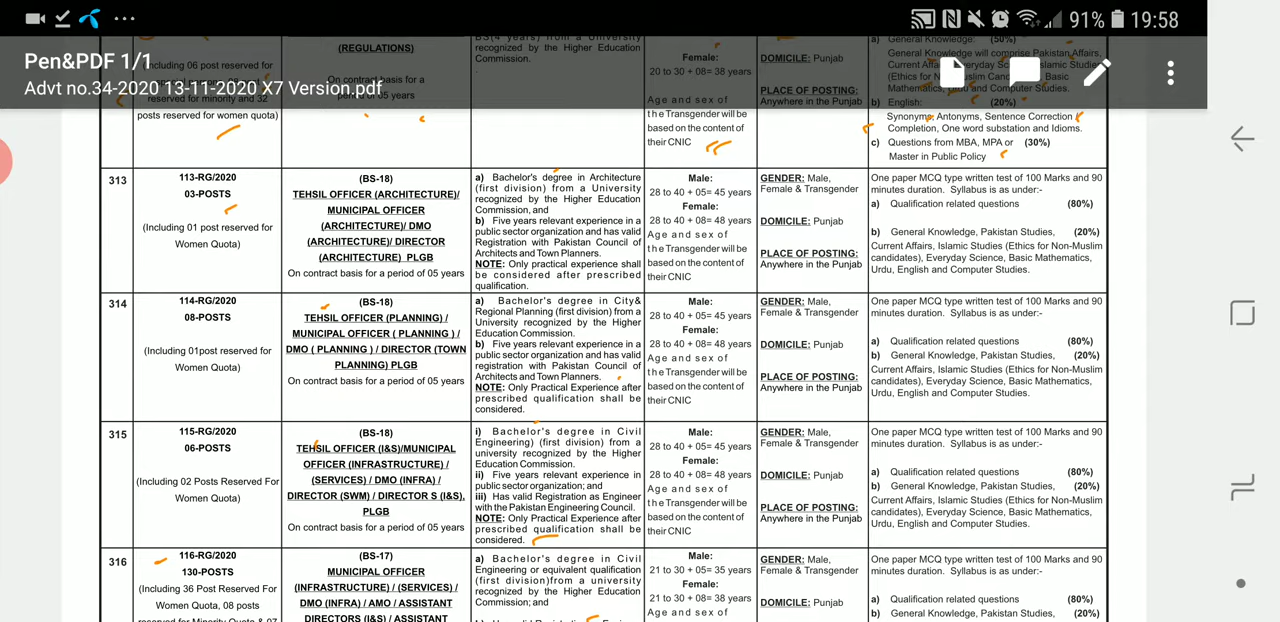 91% 19:58
Pen&PDF 1/1
Advt no.34-2020 13-11-2020 X7 Version.pdf
(Including 06 post reserved for
reserved for minority and 32
posts reserved for women quota)
(REGULATIONS)
On contract basis for a
period of 05 years
BS(4 years) from a University
recognized by the Higher Education
Commission.
Female:
20 to 30 + 08= 38 years
Age and sex of
the Transgender will be
based on the content of
their CNIC
DOMICILE: Punjab
PLACE OF POSTING:
Anywhere in the Punjab
a) General Knowledge: (50%)
General Knowledge will comprise Pakistan Affairs,
Current Affairs, Everyday Science, Islamic Studies
(Ethics for Non Muslim Candidates), Basic
Mathematics, Urdu and Computer Studies.
b) English: (20%)
Synonyms, Antonyms, Sentence Correction /
Completion, One word substation and Idioms.
c) Questions from MBA, MPA or (30%)
Master in Public Policy
313
113-RG/2020
03-POSTS
(Including 01 post reserved for
Women Quota)
(BS-18)
TEHSIL OFFICER (ARCHITECTURE)/
MUNICIPAL OFFICER
(ARCHITECTURE)/ DMO
(ARCHITECTURE)/ DIRECTOR
(ARCHITECTURE) PLGB
On contract basis for a period of 05 years
a) Bachelor's degree in Architecture
(first division) from a University
recognized by the Higher Education
Commission, and
b) Five years relevant experience in a
public sector organization and has valid
Registration with Pakistan Council of
Architects and Town Planners.
NOTE: Only practical experience shall
be considered after prescribed
qualification.
Male:
28 to 40 + 05= 45 years
Female:
28 to 40 + 08= 48 years
Age and sex of
the Transgender will be
based on the content of
their CNIC
GENDER: Male,
Female & Transgender
DOMICILE: Punjab
PLACE OF POSTING:
Anywhere in the Punjab
One paper MCQ type written test of 100 Marks and 90
minutes duration. Syllabus is as under:-
a) Qualification related questions (80%)
b) General Knowledge, Pakistan Studies, (20%)
Current Affairs, Islamic Studies (Ethics for Non-Muslim
candidates), Everyday Science, Basic Mathematics,
Urdu, English and Computer Studies.
314
114-RG/2020
08-POSTS
(Including 01post reserved for
Women Quota)
(BS-18)
TEHSIL OFFICER (PLANNING) /
MUNICIPAL OFFICER ( PLANNING ) /
DMO ( PLANNING ) / DIRECTOR (TOWN
PLANNING) PLGB
On contract basis for a period of 05 years
a) Bachelor's degree in City&
Regional Planning (first division) from a
University recognized by the Higher
Education Commission.
b) Five years relevant experience in a
public sector organization and has valid
registration with Pakistan Council of
Architects and Town Planners.
NOTE: Only Practical Experience after
prescribed qualification shall be
considered.
Male:
28 to 40 + 05= 45 years
Female:
28 to 40 + 08= 48 years
Age and sex of
the Transgender will be
based on the content of
their CNIC
GENDER: Male,
Female & Transgender
DOMICILE: Punjab
PLACE OF POSTING:
Anywhere in the Punjab
One paper MCQ type written test of 100 Marks and 90
minutes duration. Syllabus is as under:-
a) Qualification related questions (80%)
b) General Knowledge, Pakistan Studies, (20%)
Current Affairs, Islamic Studies (Ethics for Non-Muslim
candidates), Everyday Science, Basic Mathematics,
Urdu, English and Computer Studies.
315
115-RG/2020
06-POSTS
(Including 02 Posts Reserved For
Women Quota)
(BS-18)
TEHSIL OFFICER (I&S)/MUNICIPAL
OFFICER (INFRASTRUCTURE) /
(SERVICES) / DMO (INFRA) /
DIRECTOR (SWM) / DIRECTOR S (I&S),
PLGB
On contract basis for a period of 05 years
i) Bachelor's degree in Civil
Engineering) (first division) from a
university recognized by the Higher
Education Commission.
ii) Five years relevant experience in
public sector organization; and
iii) Has valid Registration as Engineer
with the Pakistan Engineering Council.
NOTE: Only Practical Experience after
prescribed qualification shall be
considered.
Male:
28 to 40 + 05= 45 years
Female:
28 to 40 + 08= 48 years
Age and sex of
the Transgender will be
based on the content of
their CNIC
GENDER: Male,
Female & Transgender
DOMICILE: Punjab
PLACE OF POSTING:
Anywhere in the Punjab
One paper MCQ type written test of 100 Marks and 90
minutes duration. Syllabus is as under:-
a) Qualification related questions (80%)
b) General Knowledge, Pakistan Studies, (20%)
Current Affairs, Islamic Studies (Ethics for Non-Muslim
candidates), Everyday Science, Basic Mathematics,
Urdu, English and Computer Studies.
316
116-RG/2020
130-POSTS
(Including 36 Post Reserved For
Women Quota, 08 posts
reserved for Minority Quota & 07
(BS-17)
MUNICIPAL OFFICER
(INFRASTRUCTURE) / (SERVICES) /
DMO (INFRA) / AMO / ASSISTANT
DIRECTORS (I&S) / ASSISTANT
a) Bachelor's degree in Civil
Engineering or equivalent qualification
(first division)from a university
recognized by the Higher Education
Commission; and
Male:
21 to 30 + 05= 35 years
Female:
21 to 30 + 08= 38 years
Age and sex of
GENDER: Male,
Female & Transgender
DOMICILE: Punjab
One paper MCQ type written test of 100 Marks and 90
minutes duration. Syllabus is as under:-
a) Qualification related questions (80%)
b) General Knowledge, Pakistan Studies, (20%)